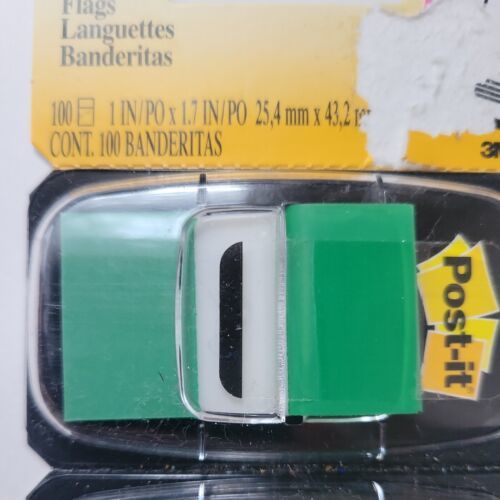 Flags
Languettes
Banderitas
100 1 IN/PO x 1.7 IN/PO 25,4 mm x 43,2
CONT. 100 BANDERITAS
Post-it